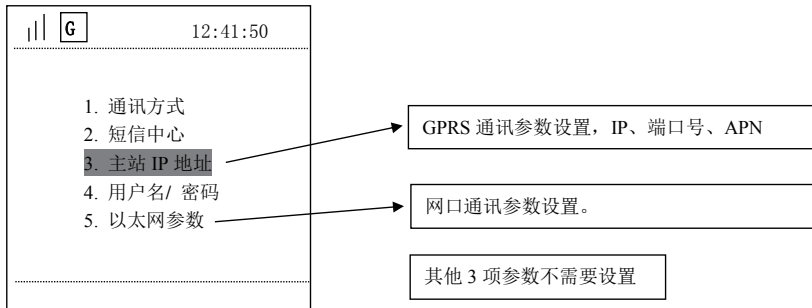 G 12:41:50
1. 通讯方式
2. 短信中心
3. 主站 IP 地址
4. 用户名/ 密码
5. 以太网参数
GPRS 通讯参数设置，IP、端口号、APN
网口通讯参数设置。
其他 3 项参数不需要设置